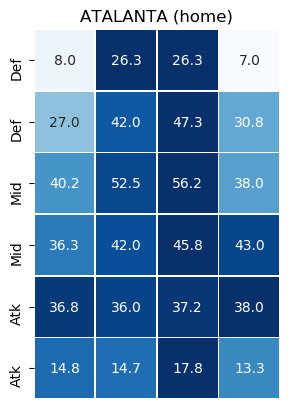 ATALANTA (home)
Def 8.0 26.3 26.3 7.0
Def 27.0 42.0 47.3 30.8
Mid 40.2 52.5 56.2 38.0
Mid 36.3 42.0 45.8 43.0
Atk 36.8 36.0 37.2 38.0
Atk 14.8 14.7 17.8 13.3